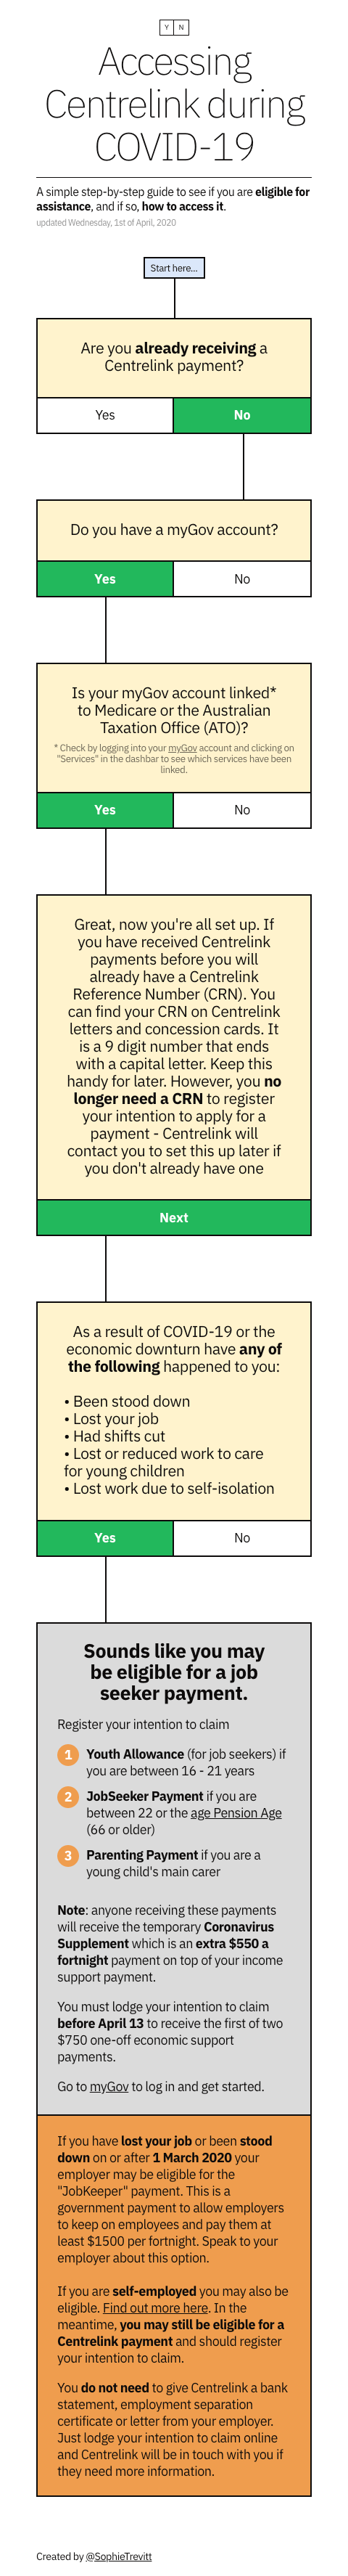 Y N
Accessing
Centrelink during
COVID-19
A simple step-by-step guide to see if you are eligible for
assistance, and if so, how to access it.
updated Wednesday, 1st of April, 2020
Start here...
Are you already receiving a
Centrelink payment?
Yes No
Do you have a myGov account?
Yes No
Is your myGov account linked*
to Medicare or the Australian
Taxation Office (ATO)?
* Check by logging into your myGov account and clicking on
"Services" in the dashbar to see which services have been
linked.
Yes No
Great, now you're all set up. If
you have received Centrelink
payments before you will
already have a Centrelink
Reference Number (CRN). You
can find your CRN on Centrelink
letters and concession cards. It
is a 9 digit number that ends
with a capital letter. Keep this
handy for later. However, you no
longer need a CRN to register
your intention to apply for a
payment - Centrelink will
contact you to set this up later if
you don't already have one
Next
As a result of COVID-19 or the
economic downturn have any of
the following happened to you:
• Been stood down
• Lost your job
• Had shifts cut
• Lost or reduced work to care
for young children
• Lost work due to self-isolation
Yes No
Sounds like you may
be eligible for a job
seeker payment.
Register your intention to claim
1 Youth Allowance (for job seekers) if
you are between 16 - 21 years
2 JobSeeker Payment if you are
between 22 or the age Pension Age
(66 or older)
3 Parenting Payment if you are a
young child's main carer
Note: anyone receiving these payments
will receive the temporary Coronavirus
Supplement which is an extra $550 a
fortnight payment on top of your income
support payment.
You must lodge your intention to claim
before April 13 to receive the first of two
$750 one-off economic support
payments.
Go to myGov to log in and get started.
If you have lost your job or been stood
down on or after 1 March 2020 your
employer may be eligible for the
"JobKeeper" payment. This is a
government payment to allow employers
to keep on employees and pay them at
least $1500 per fortnight. Speak to your
employer about this option.
If you are self-employed you may also be
eligible. Find out more here. In the
meantime, you may still be eligible for a
Centrelink payment and should register
your intention to claim.
You do not need to give Centrelink a bank
statement, employment separation
certificate or letter from your employer.
Just lodge your intention to claim online
and Centrelink will be in touch with you if
they need more information.
Created by @SophieTrevitt